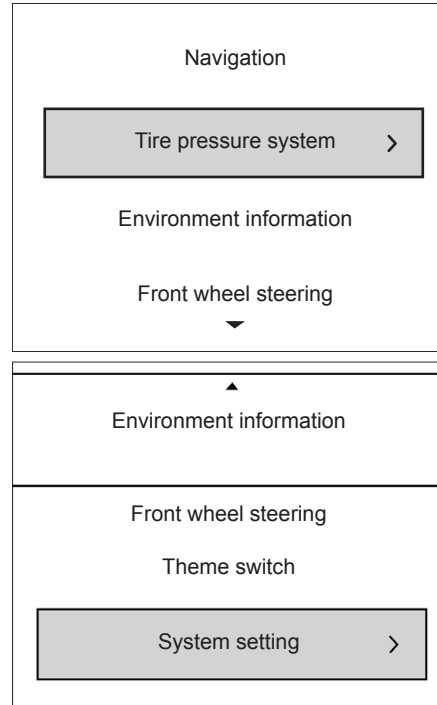 Navigation
Tire pressure system
Environment information
Front wheel steering
Environment information
Front wheel steering
Theme switch
System setting